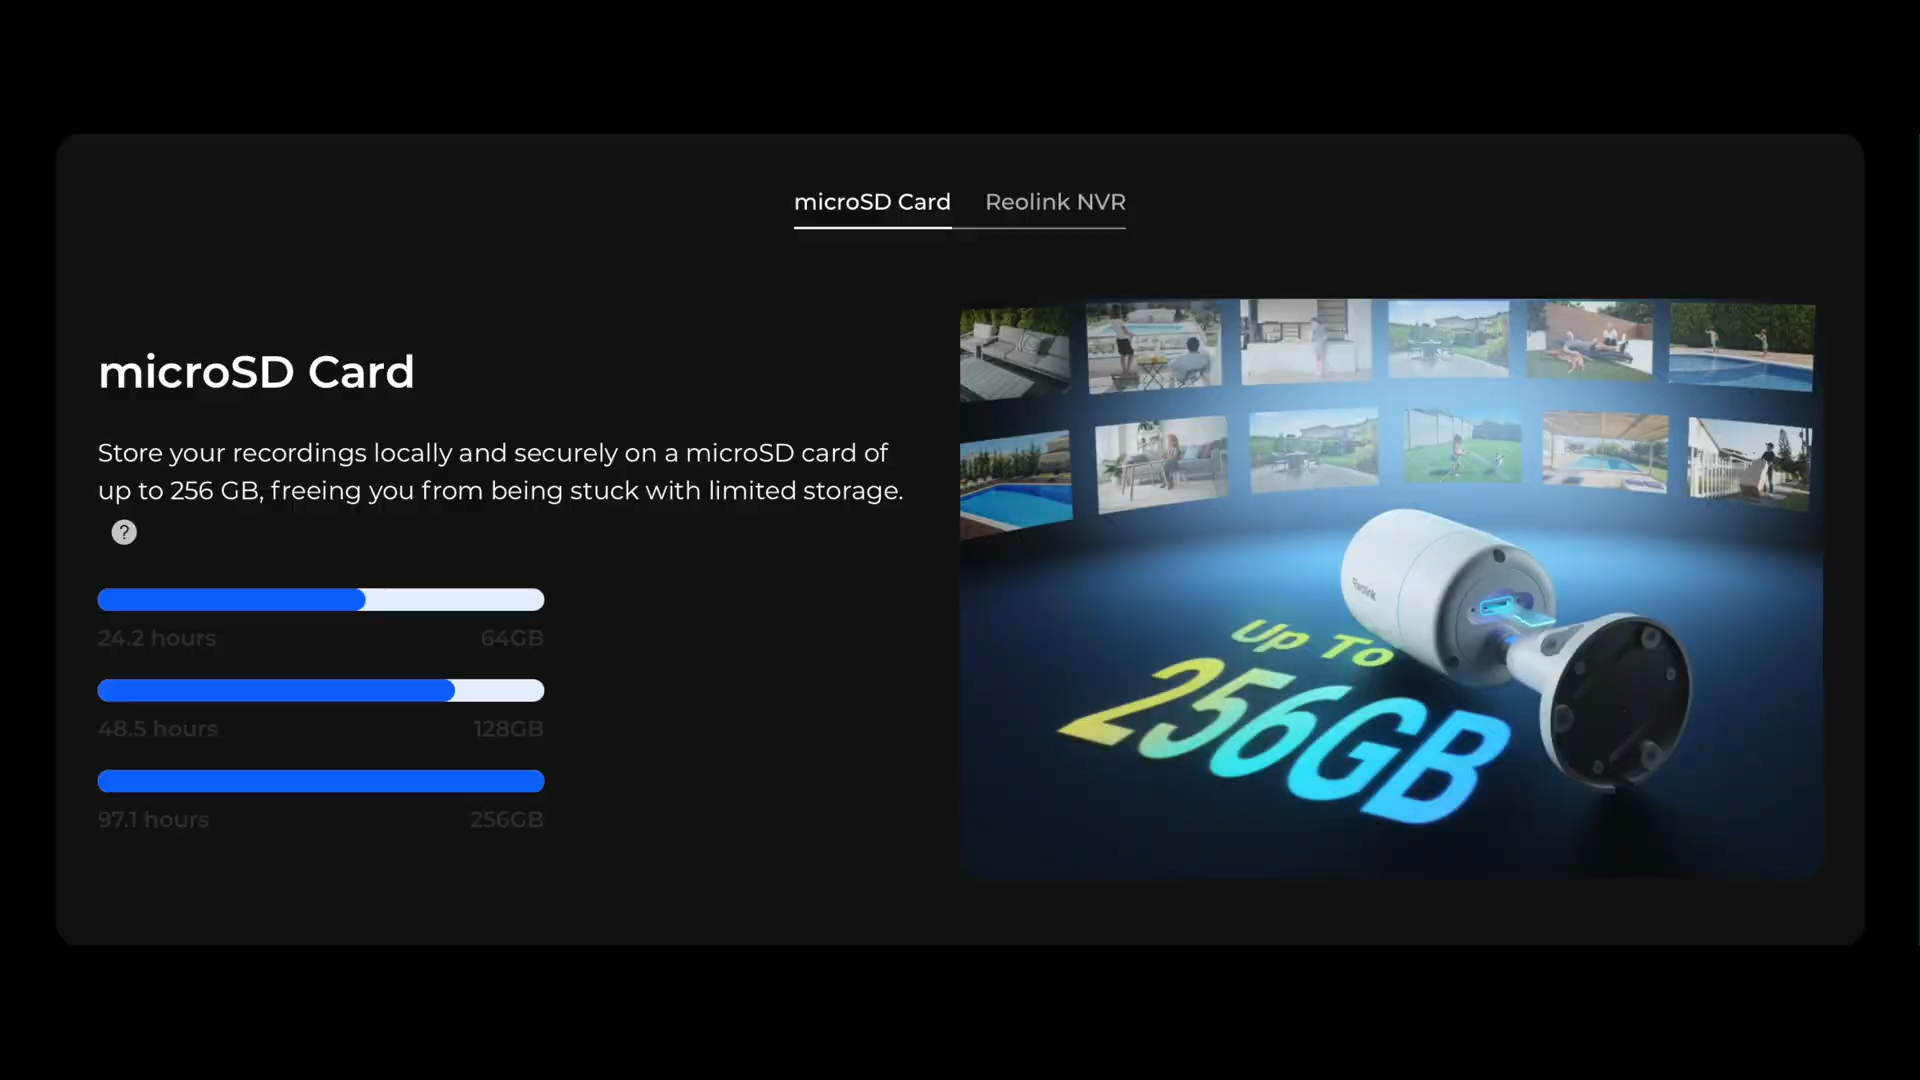 microSD Card
Reolink NVR
microSD Card
Store your recordings locally and securely on a microSD card of
up to 256 GB, freeing you from being stuck with limited storage.
?
24.2 hours
64GB
48.5 hours
128GB
97.1 hours
256GB
Reolink
Up To
256GB